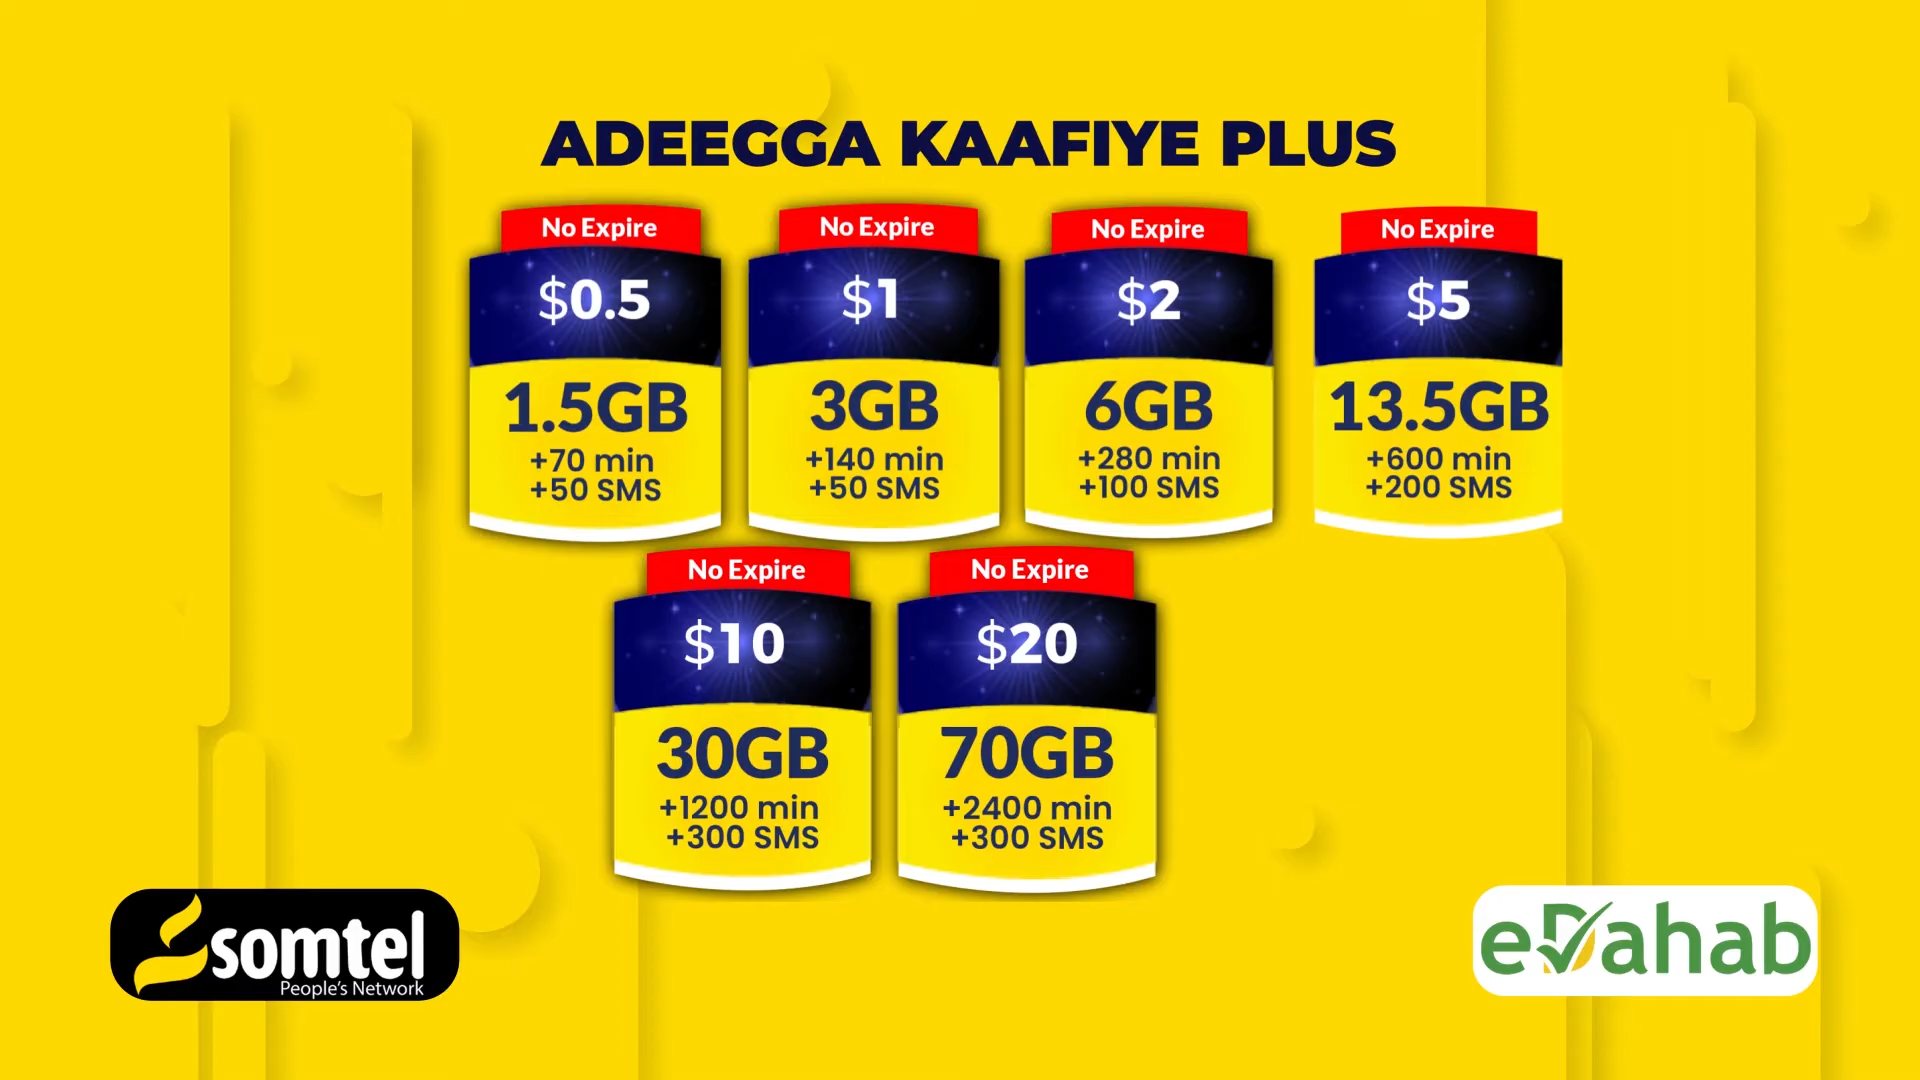 ADEEGGA KAAFIYE PLUS
No Expire
$0.5
1.5GB
+70 min
+50 SMS
No Expire
$1
3GB
+140 min
+50 SMS
No Expire
$2
6GB
+280 min
+100 SMS
No Expire
$5
13.5GB
+600 min
+200 SMS
No Expire
$10
30GB
+1200 min
+300 SMS
No Expire
$20
70GB
+2400 min
+300 SMS
somtel
People's Network
eDahab